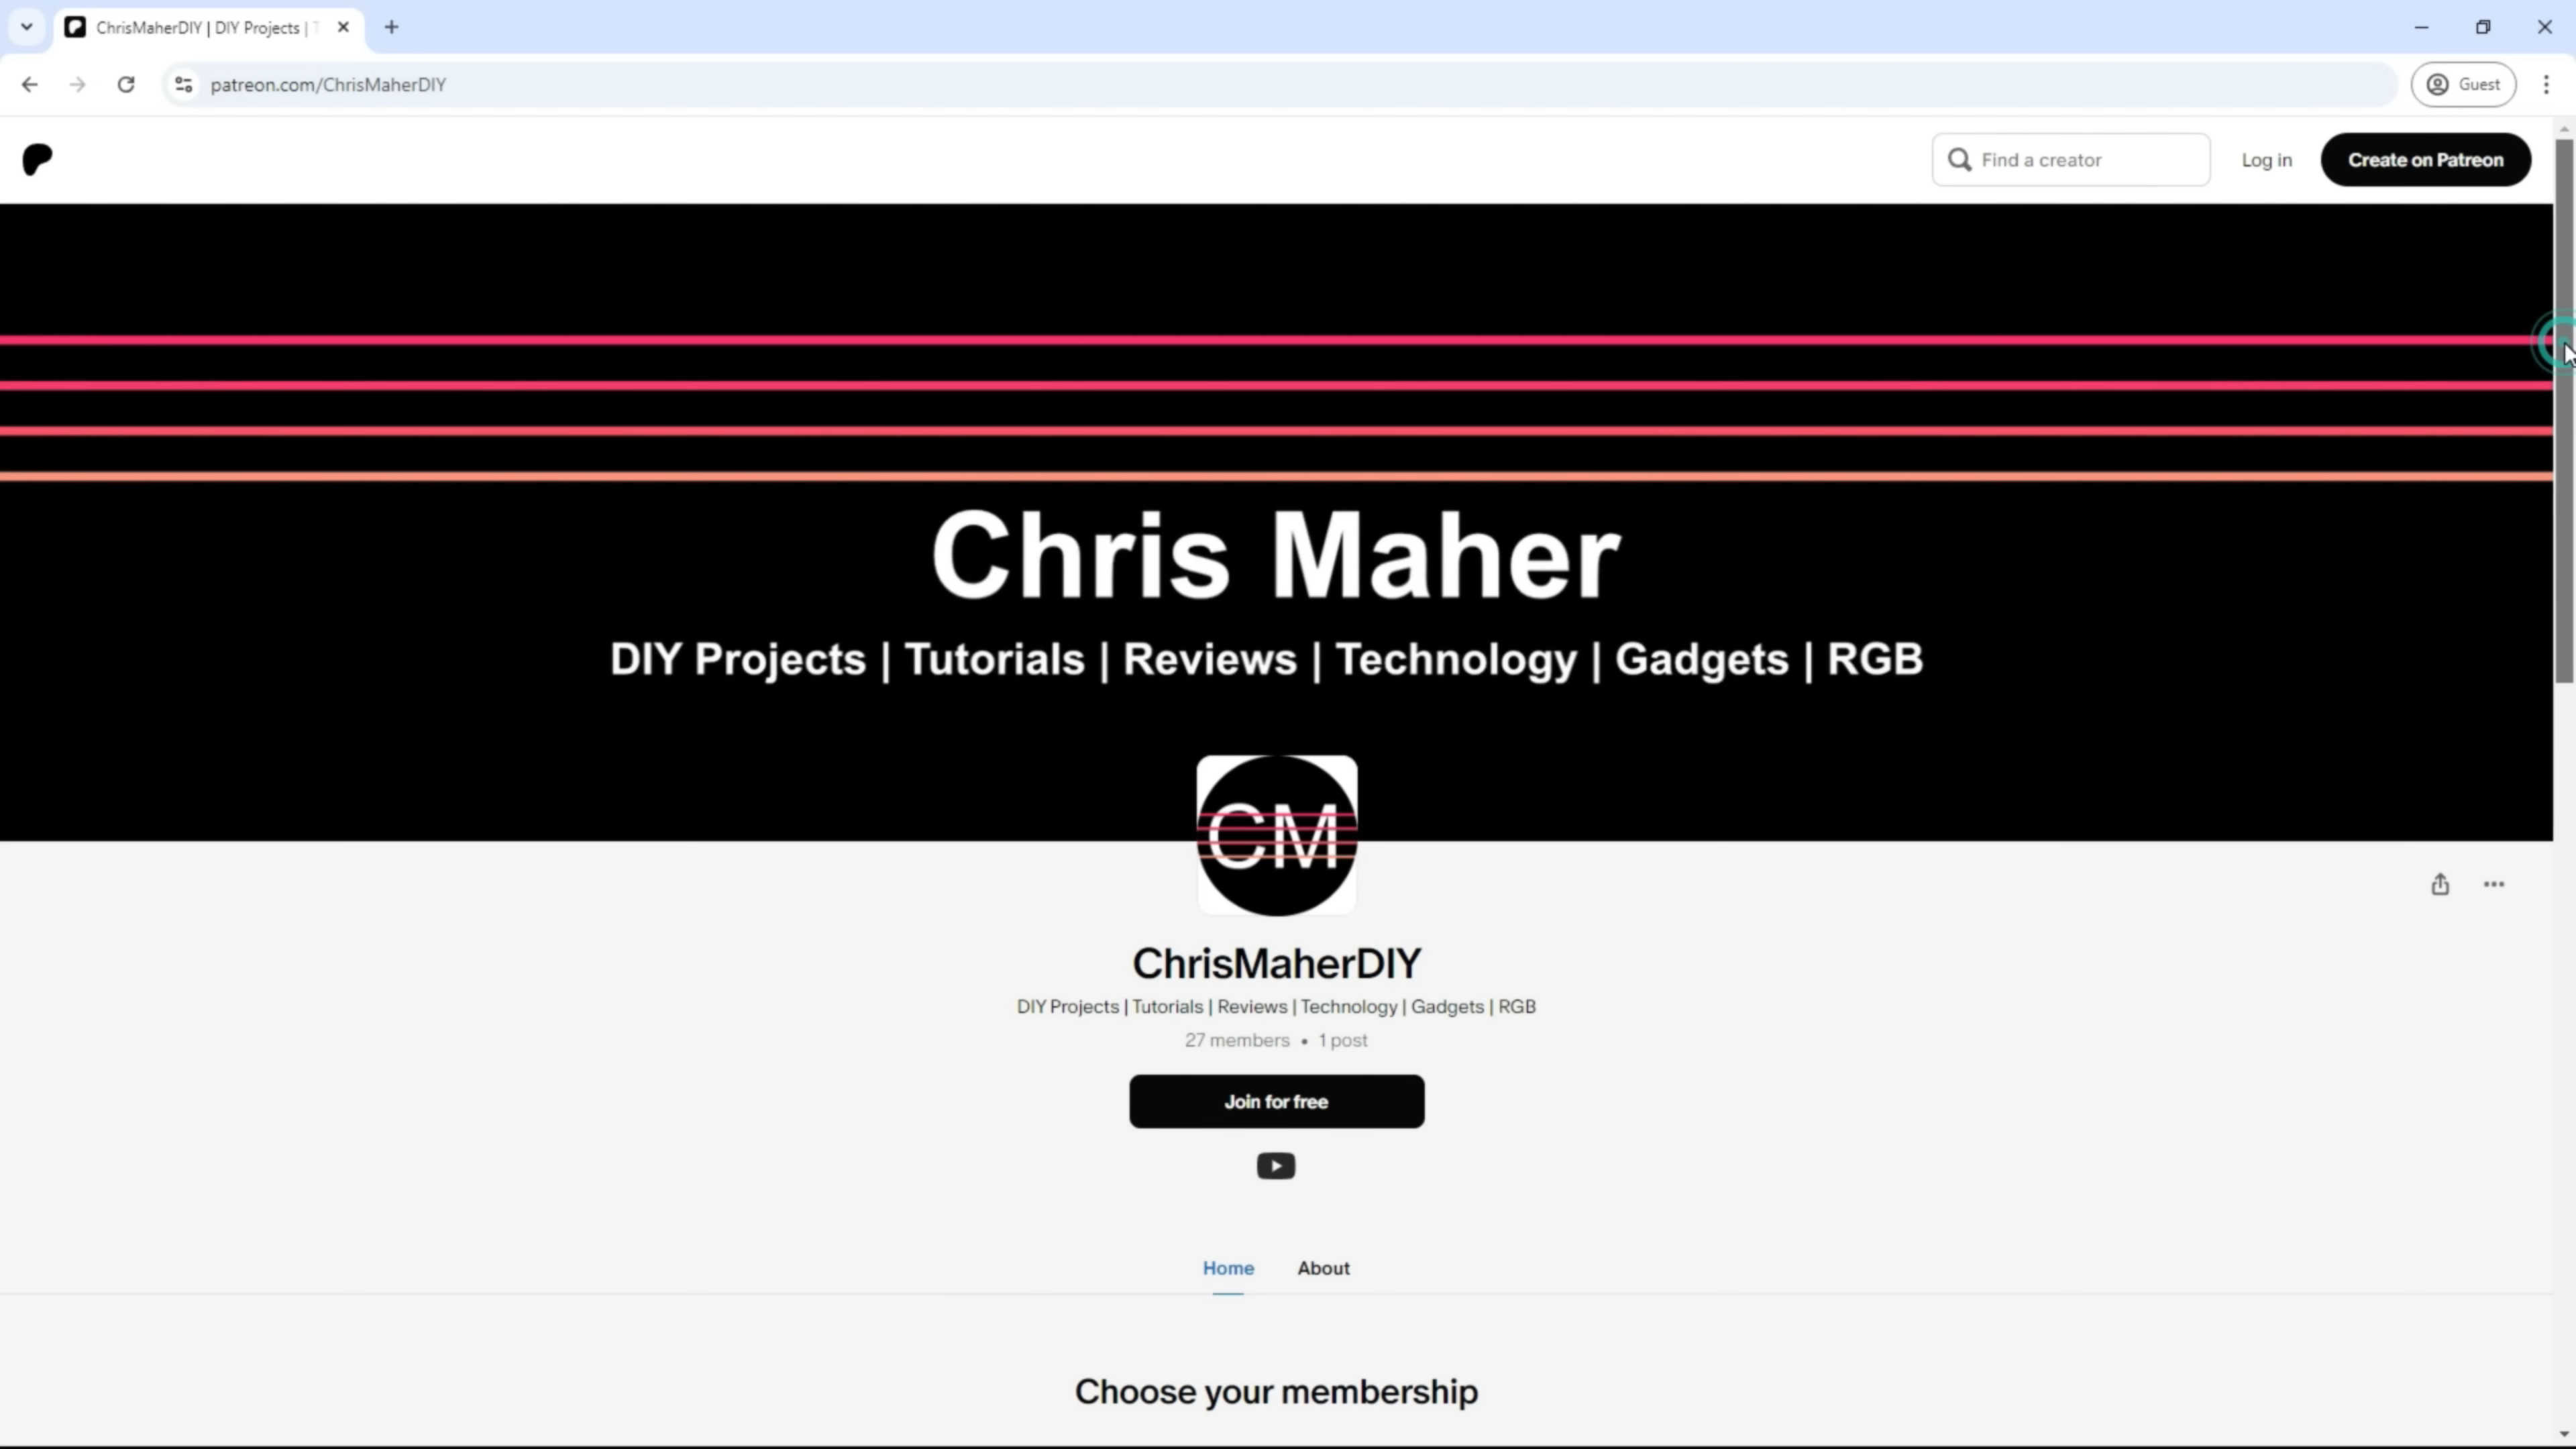 ChrisMaherDIY | DIY Projects |
patreon.com/ChrisMaherDIY
Guest
Find a creator
Log in
Create on Patreon
Chris Maher
DIY Projects | Tutorials | Reviews | Technology | Gadgets | RGB
CM
ChrisMaherDIY
DIY Projects | Tutorials | Reviews | Technology | Gadgets | RGB
27 members • 1 post
Join for free
Home
About
Choose your membership